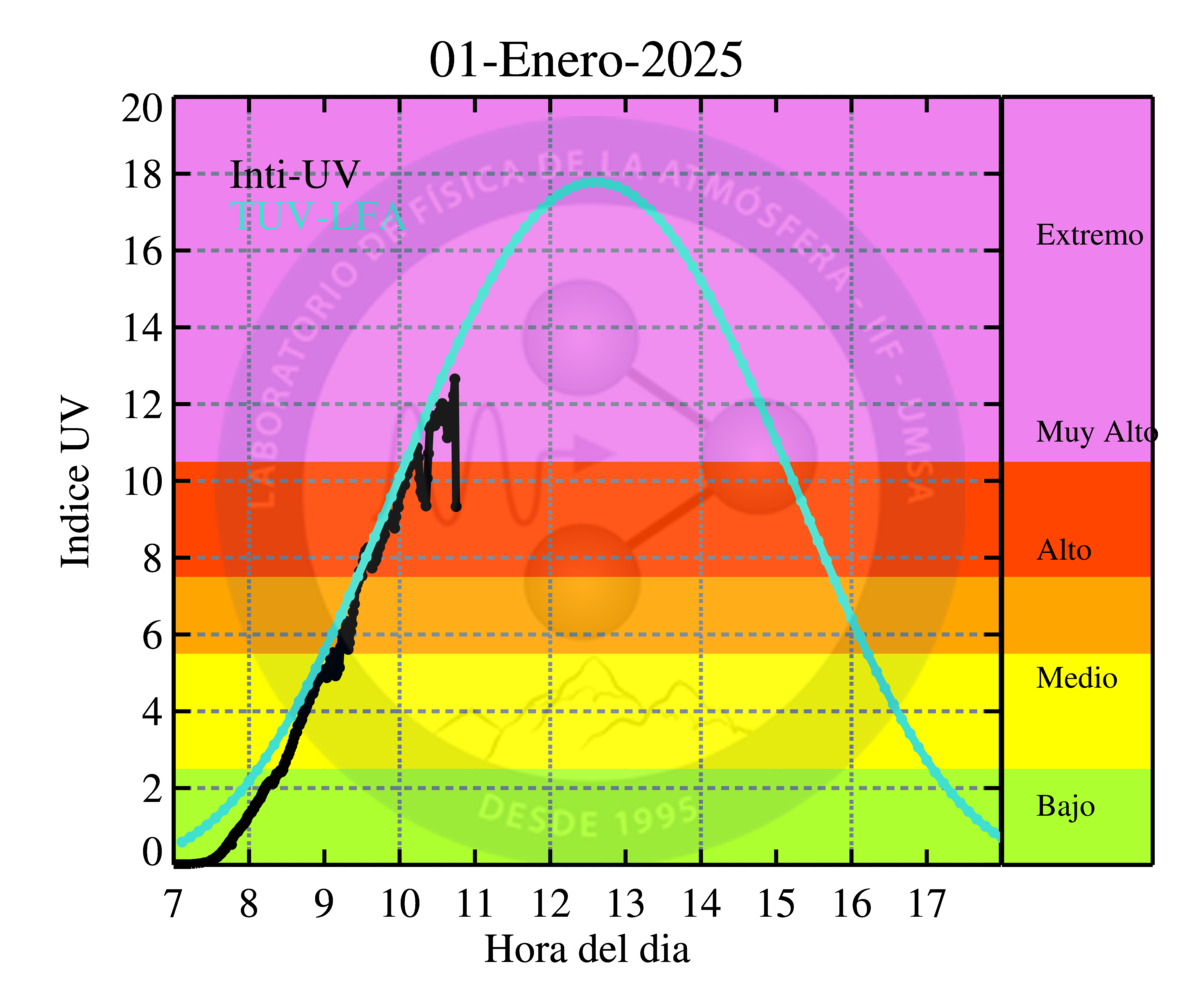 01-Enero-2025
20
18
16
14
12
10
8
6
4
2
0
Indice UV
Inti-UV
TUV-LFA
LABORATORIO DE FÍSICA DE LA ATMÓSFERA - IIF - UMSA
DESDE 1995
Extremo
Muy Alto
Alto
Medio
Bajo
7 8 9 10 11 12 13 14 15 16 17
Hora del dia